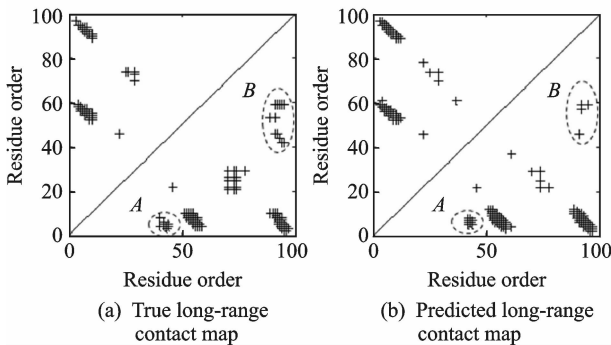 100
80
60
40
20
0
0
50
100
Residue order
Residue order
A
B
(a) True long-range
contact map
100
80
60
40
20
0
0
50
100
Residue order
Residue order
A
B
(b) Predicted long-range
contact map